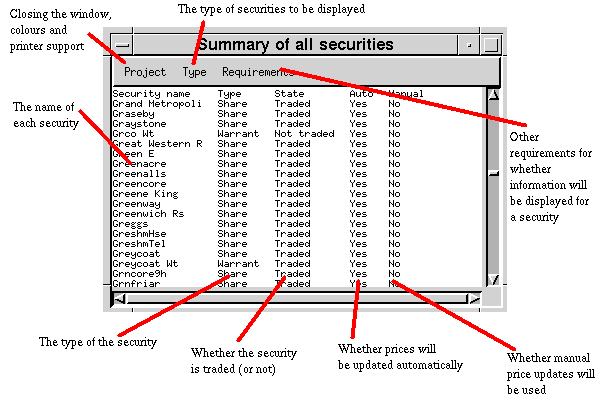 The type of securities to be displayed
Closing the window,
colours and
printer support
Summary of all securities
Project Type Requirements
Security name Type State Auto Manual
Grand Metropoli Share Traded Yes No
Graseby Share Traded Yes No
Graystone Share Traded Yes No
Grco Wt Warrant Not traded Yes No
Great Western R Share Traded Yes No
Green E Share Traded Yes No
Greenacre Share Traded Yes No
Greenalls Share Traded Yes No
Greencore Share Traded Yes No
Greene King Share Traded Yes No
Greenway Share Traded Yes No
Greenwich Rs Share Traded Yes No
Greggs Share Traded Yes No
GreshmHse Share Traded Yes No
GreshmTel Share Traded Yes No
Greycoat Share Traded Yes No
Greycoat Wt Warrant Traded Yes No
Grncore9h Share Traded Yes No
Grnfriar Share Traded Yes No
The name of
each security
Other
requirements for
whether
information will
be displayed for
a security
The type of the security
Whether the security
is traded (or not)
Whether prices will
be updated automatically
Whether manual
price updates will
be used